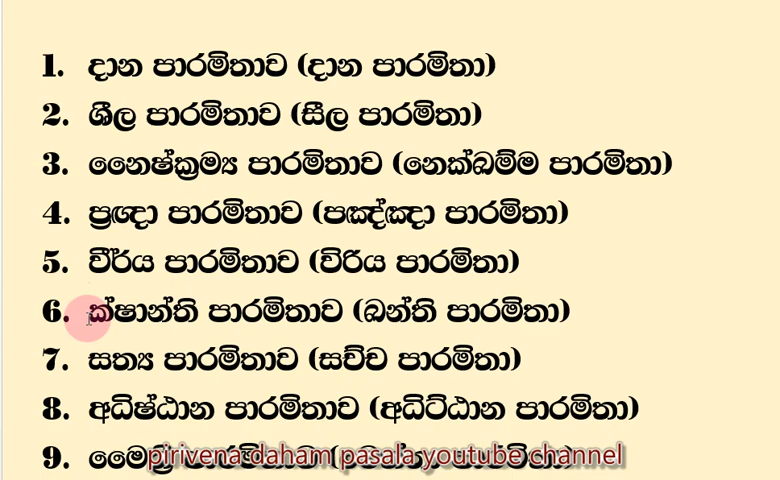 1. දාන පාරමිතාව (දාන පාරමිතා)
2. ශීල පාරමිතාව (සීල පාරමිතා)
3. නෛෂ්ක්‍රම්‍ය පාරමිතාව (නෙක්ඛම්ම පාරමිතා)
4. ප්‍රඥා පාරමිතාව (පඤ්ඤා පාරමිතා)
5. වීර්ය පාරමිතාව (විරිය පාරමිතා)
6. ක්ෂාන්ති පාරමිතාව (ඛන්ති පාරමිතා)
7. සත්‍ය පාරමිතාව (සච්ච පාරමිතා)
8. අධිෂ්ඨාන පාරමිතාව (අධිට්ඨාන පාරමිතා)
9.
pirivena daham pasala youtube channel